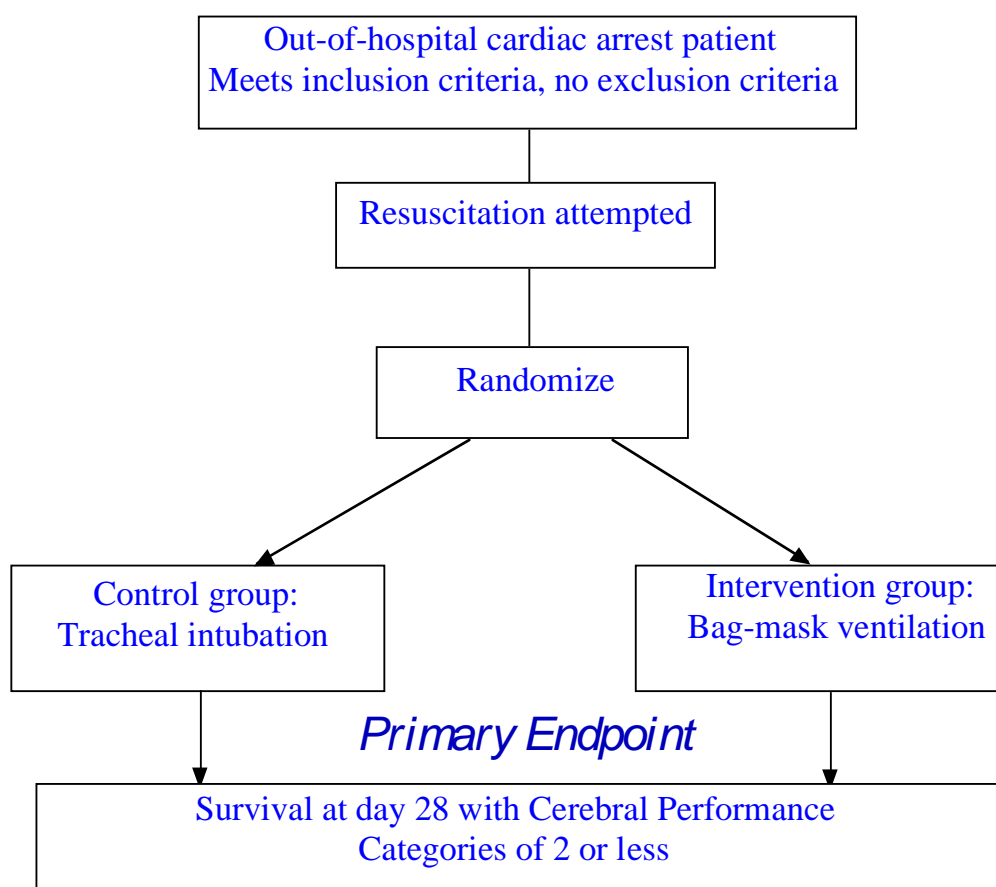 Out-of-hospital cardiac arrest patient
Meets inclusion criteria, no exclusion criteria
Resuscitation attempted
Randomize
Control group:
Tracheal intubation
Intervention group:
Bag-mask ventilation
Primary Endpoint
Survival at day 28 with Cerebral Performance
Categories of 2 or less